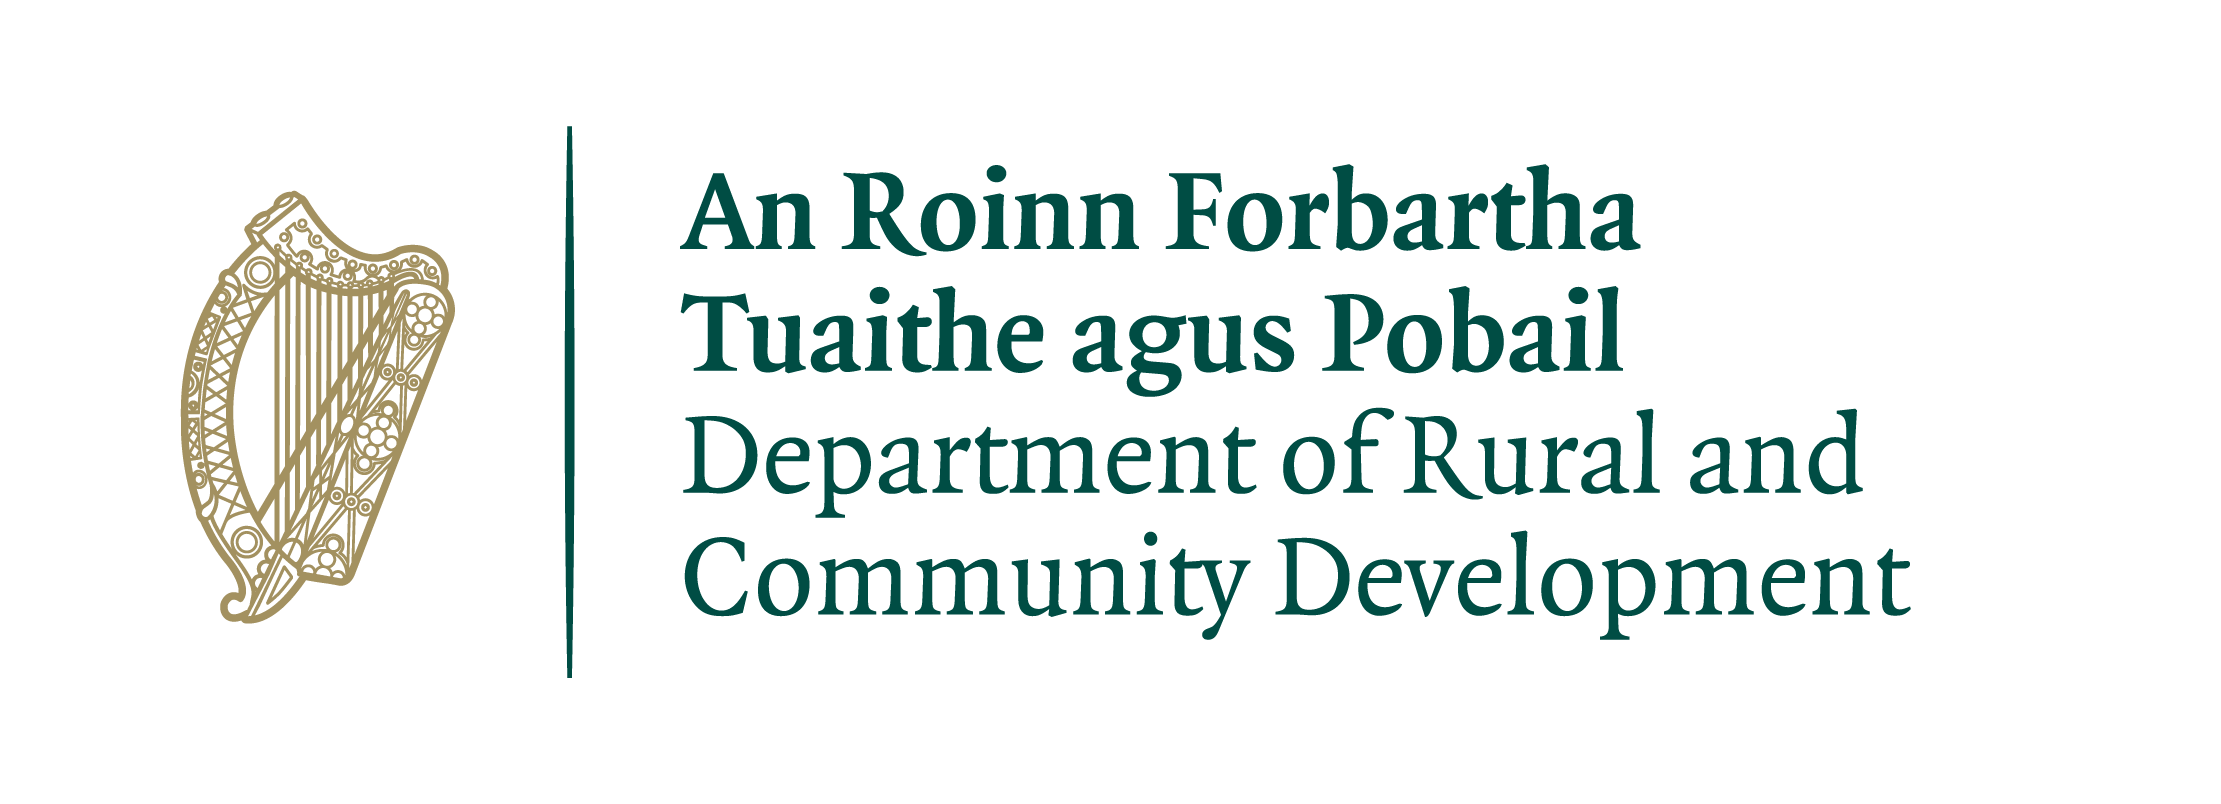 An Roinn Forbartha
Tuaithe agus Pobail
Department of Rural and
Community Development